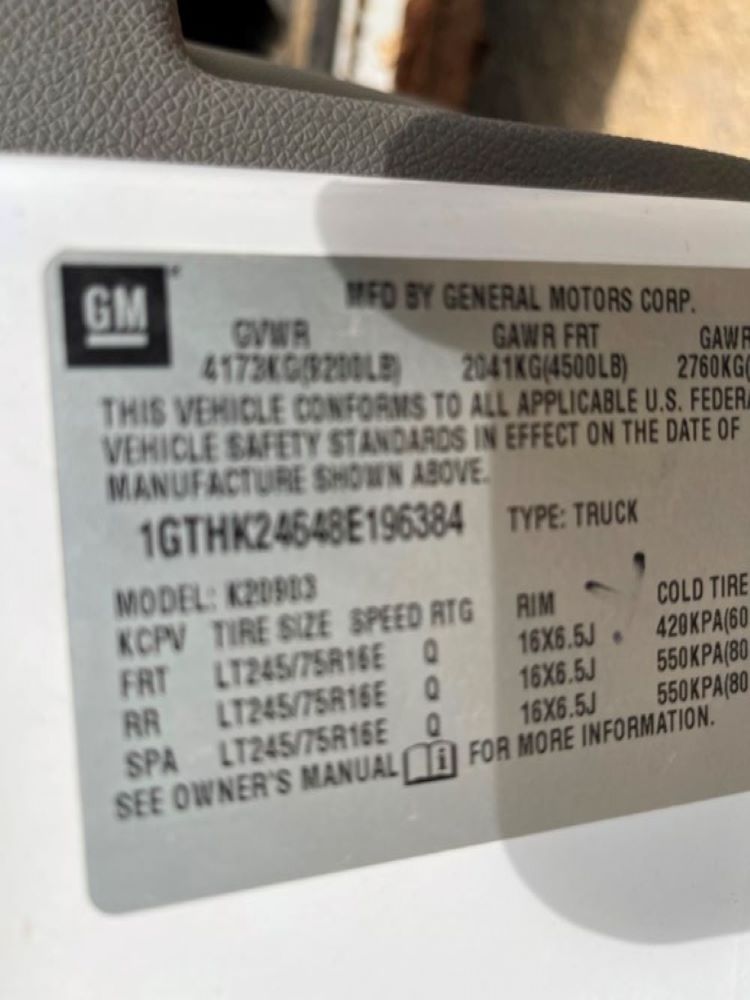 GM
MFD BY GENERAL MOTORS CORP.
GVWR GAWR FRT GAWR
4173KG(9200LB) 2041KG(4500LB) 2760KG(
THIS VEHICLE CONFORMS TO ALL APPLICABLE U.S. FEDERA
VEHICLE SAFETY STANDARDS IN EFFECT ON THE DATE OF
MANUFACTURE SHOWN ABOVE.
1GTHK24648E196384 TYPE: TRUCK
MODEL: K20903
KCPV TIRE SIZE SPEED RTG RIM COLD TIRE
FRT LT245/75R16E Q 16X6.5J 420KPA(60
RR LT245/75R16E Q 16X6.5J 550KPA(80
SPA LT245/75R16E Q 16X6.5J 550KPA(80
SEE OWNER'S MANUAL FOR MORE INFORMATION.